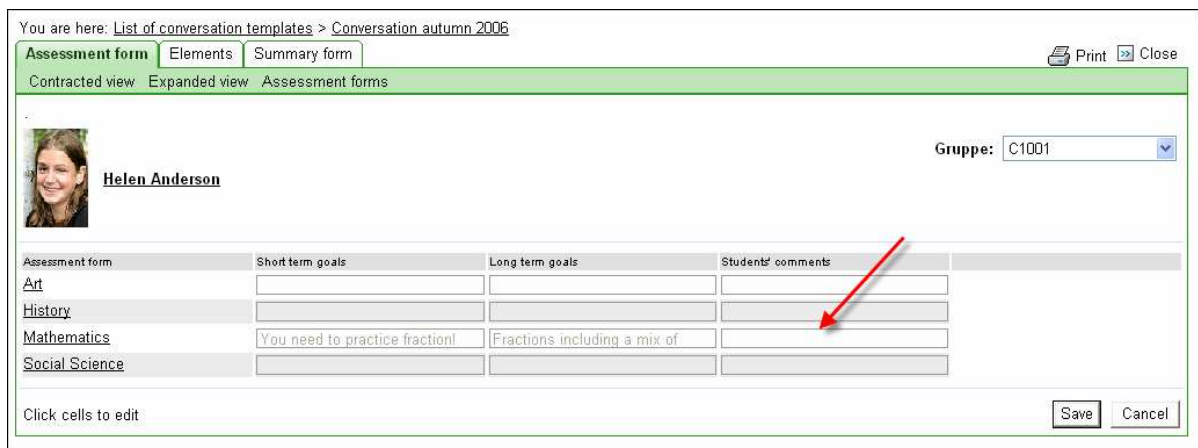 You are here: List of conversation templates > Conversation autumn 2006
Assessment form Elements Summary form Print Close
Contracted view Expanded view Assessment forms
Gruppe: C1001
Helen Anderson
Assessment form Short term goals Long term goals Students' comments
Art
History
Mathematics You need to practice fraction! Fractions including a mix of
Social Science
Click cells to edit Save Cancel